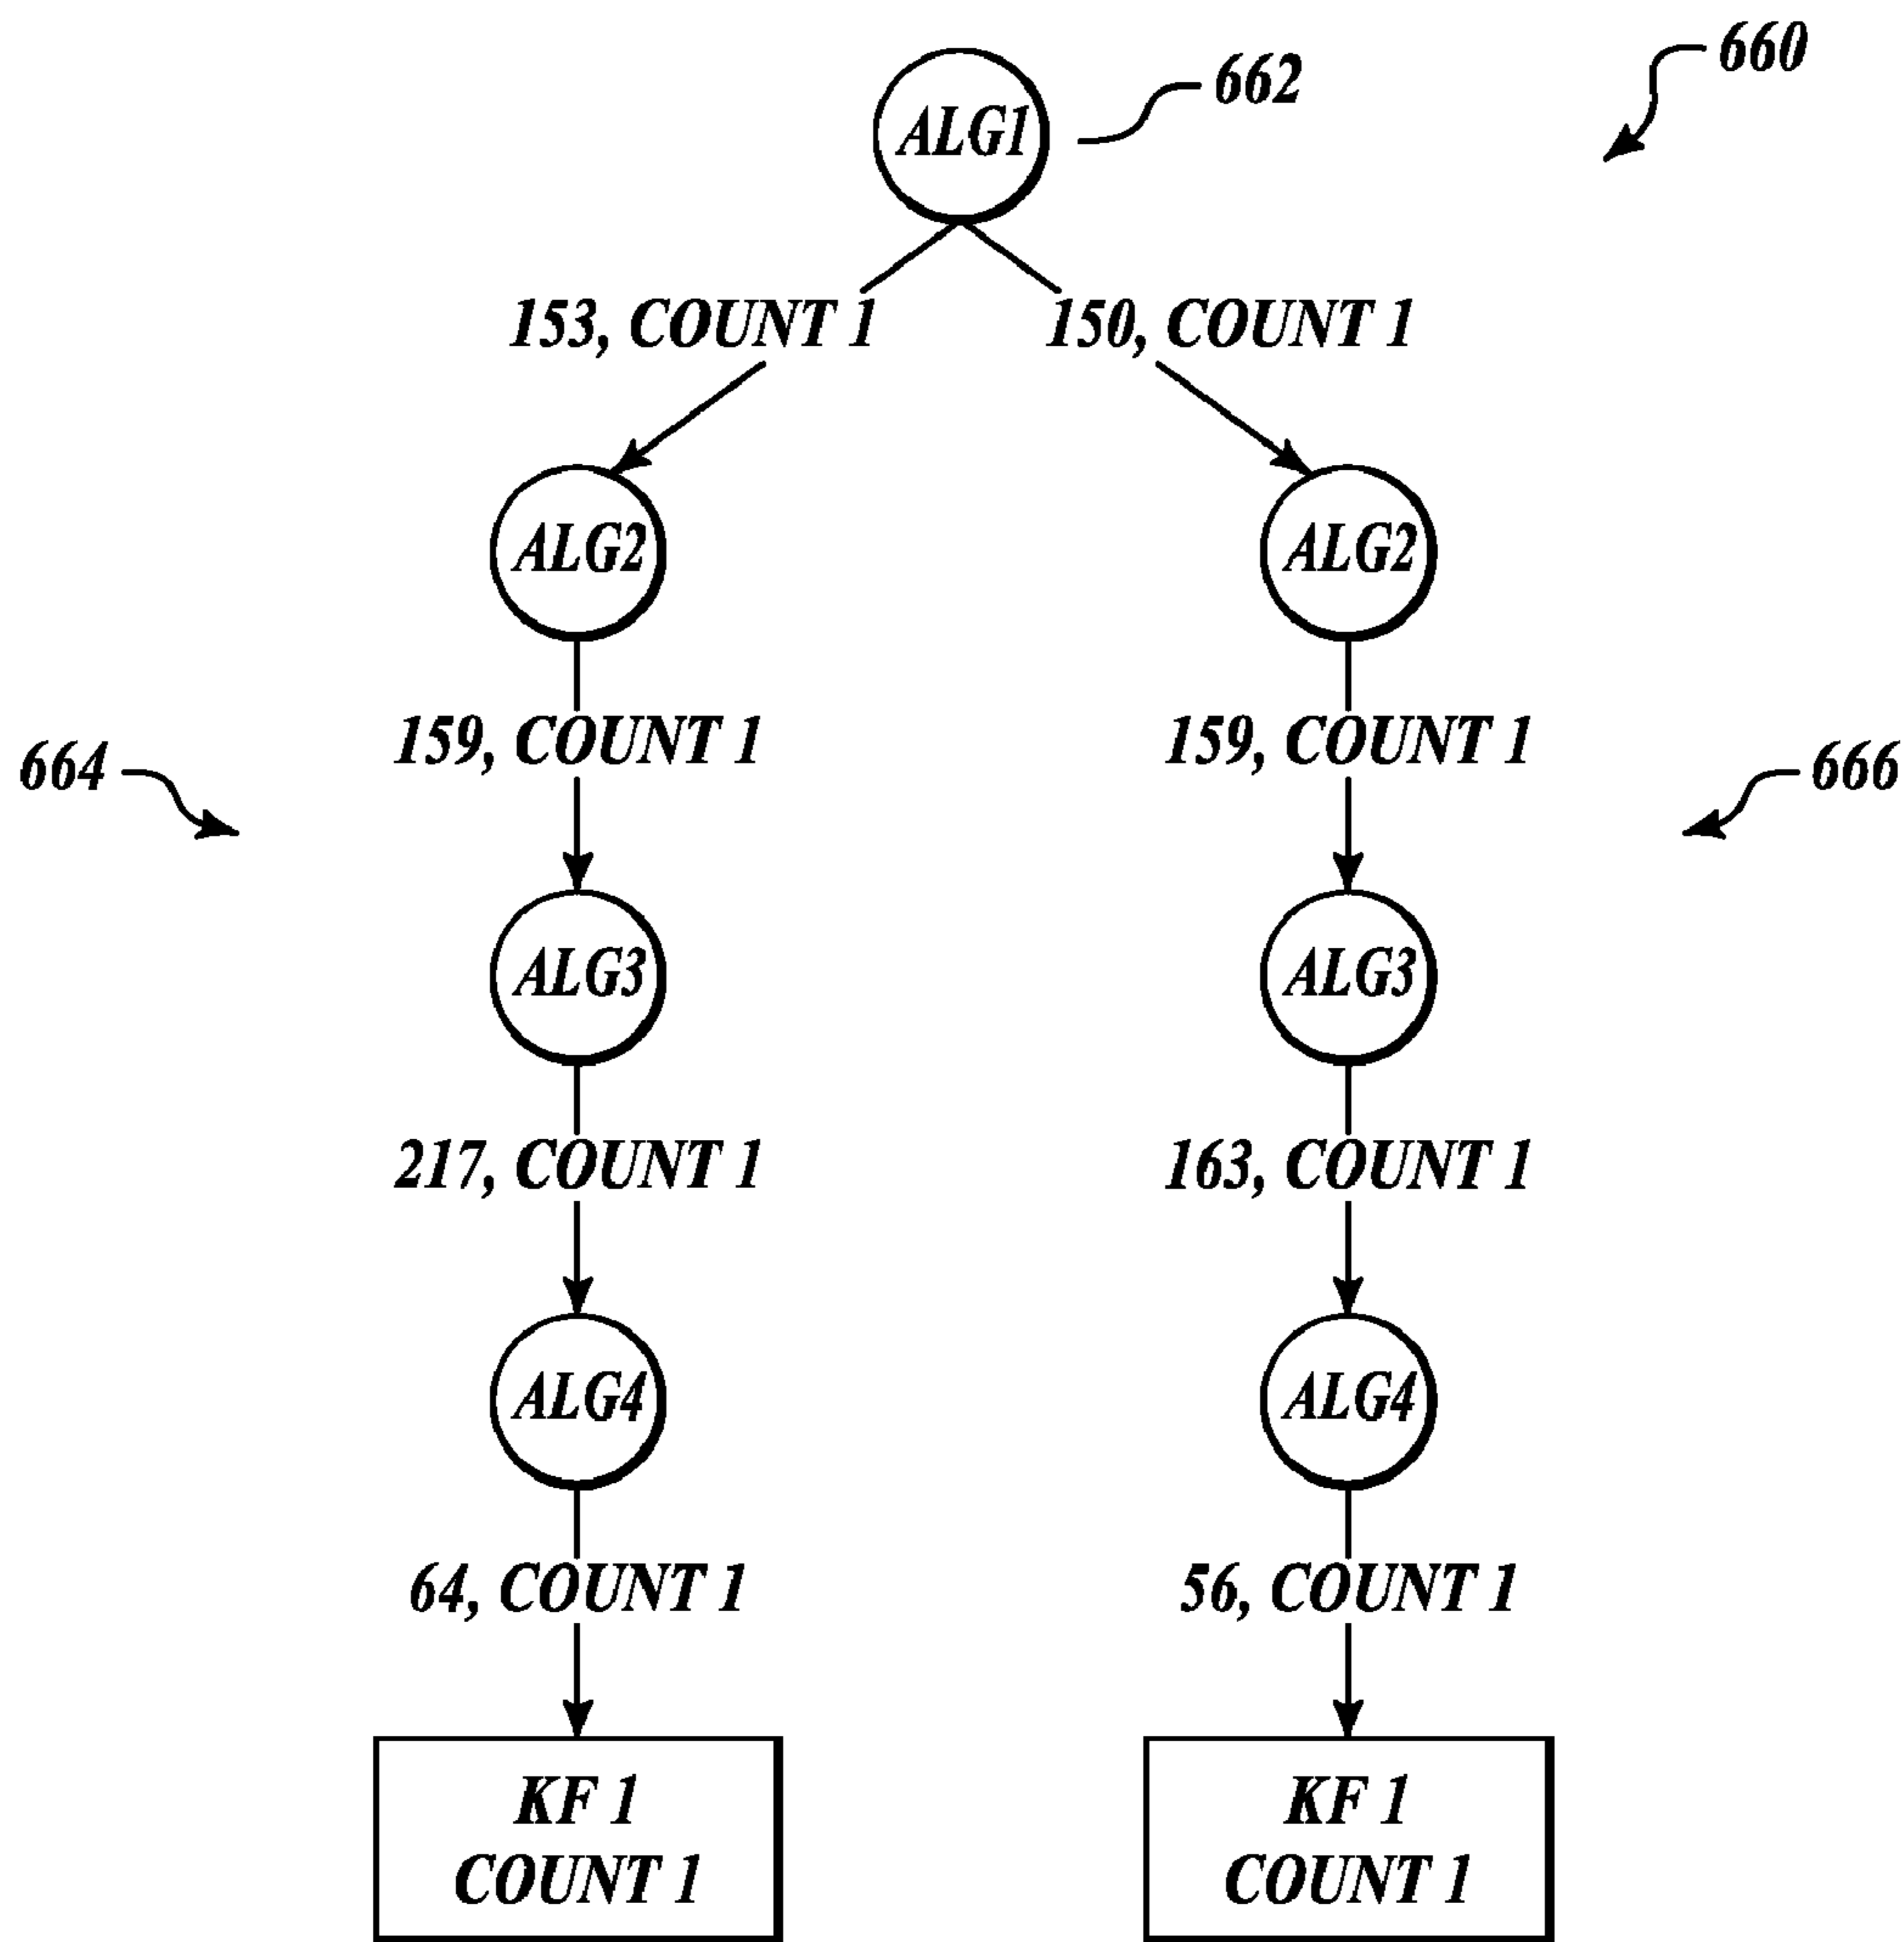 660
662
ALG1
153, COUNT 1
150, COUNT 1
ALG2
ALG2
159, COUNT 1
159, COUNT 1
664
666
ALG3
ALG3
217, COUNT 1
163, COUNT 1
ALG4
ALG4
64, COUNT 1
56, COUNT 1
KF 1
COUNT 1
KF 1
COUNT 1